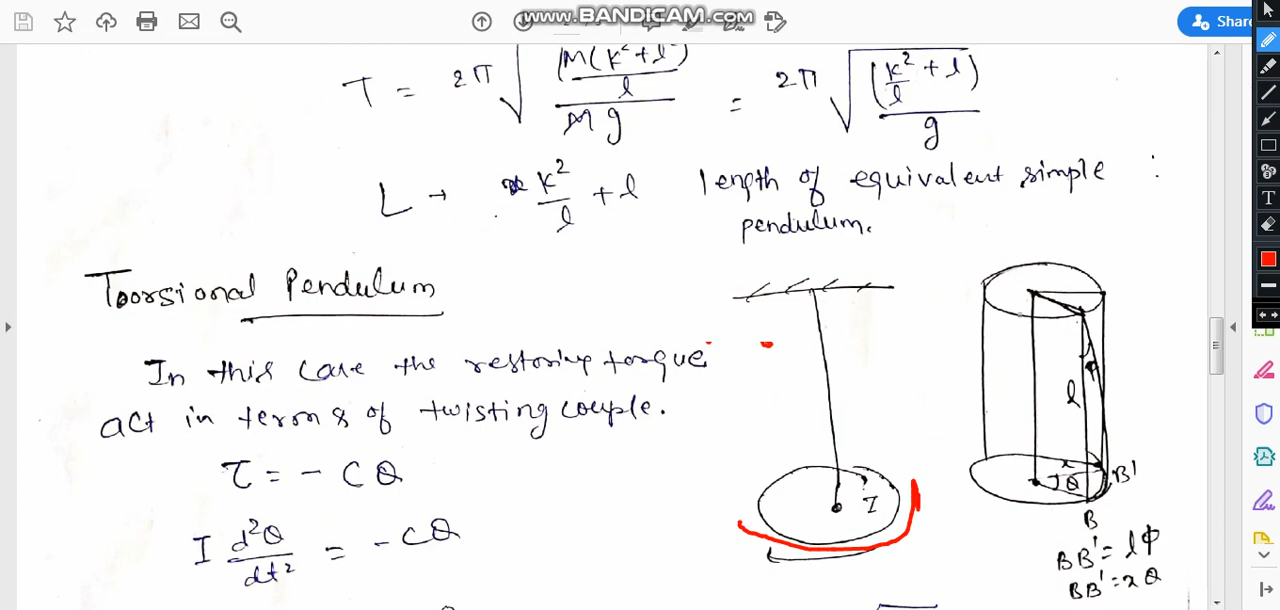 www.BANDICAM.com
Share
T = 2π √((M(k²+l²)/l)/(Mg)) = 2π √((k²/l + l)/g)
L → k²/l + l length of equivalent simple :
pendulum.
Toorsional Pendulum
In this case the restoring torque
act in terms of twisting couple.
τ = - Cθ
I d²θ/dt² = - Cθ
I
l
ϕ
x
θ
B'
B
BB' = lϕ
BB' = xθ